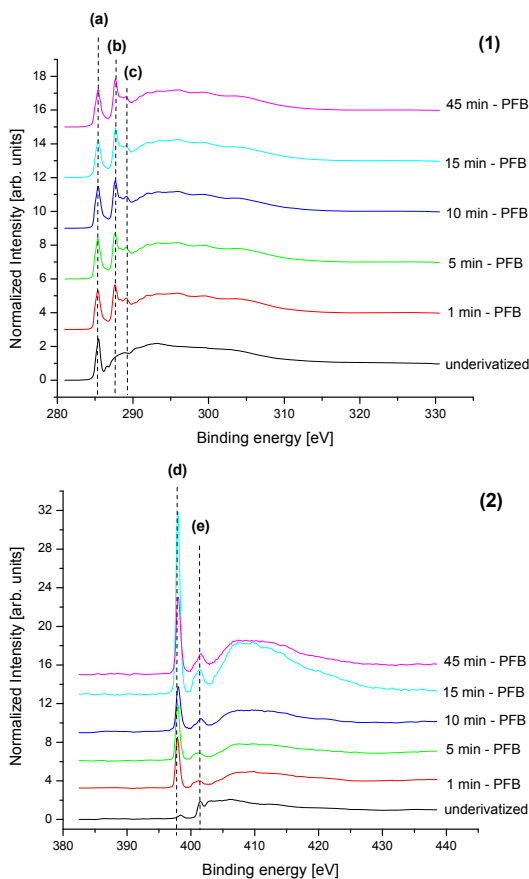 (a)
(b)
(c)
(1)
18
16
14
12
10
8
6
4
2
0
Normalized Intensity [arb. units]
45 min - PFB
15 min - PFB
10 min - PFB
5 min - PFB
1 min - PFB
underivatized
280 290 300 310 320 330
Binding energy [eV]
(d)
(e)
(2)
32
28
24
20
16
12
8
4
0
Normalized Intensity [arb. units]
45 min - PFB
15 min - PFB
10 min - PFB
5 min - PFB
1 min - PFB
underivatized
380 390 400 410 420 430 440
Binding energy [eV]